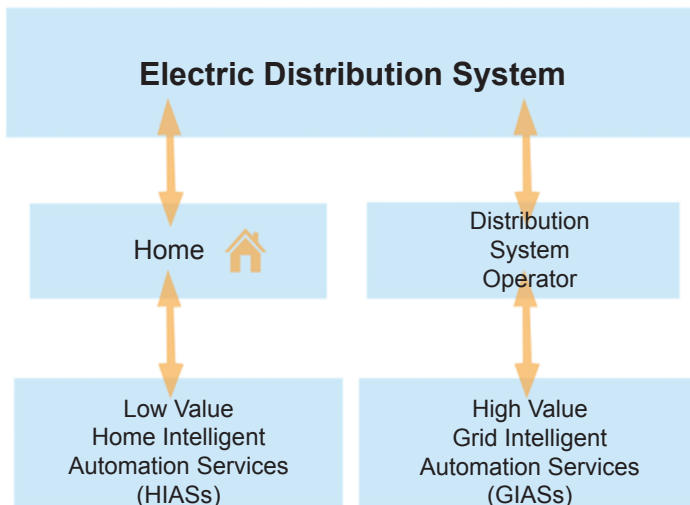 Electric Distribution System
Home
Distribution
System
Operator
Low Value
Home Intelligent
Automation Services
(HIASs)
High Value
Grid Intelligent
Automation Services
(GIASs)